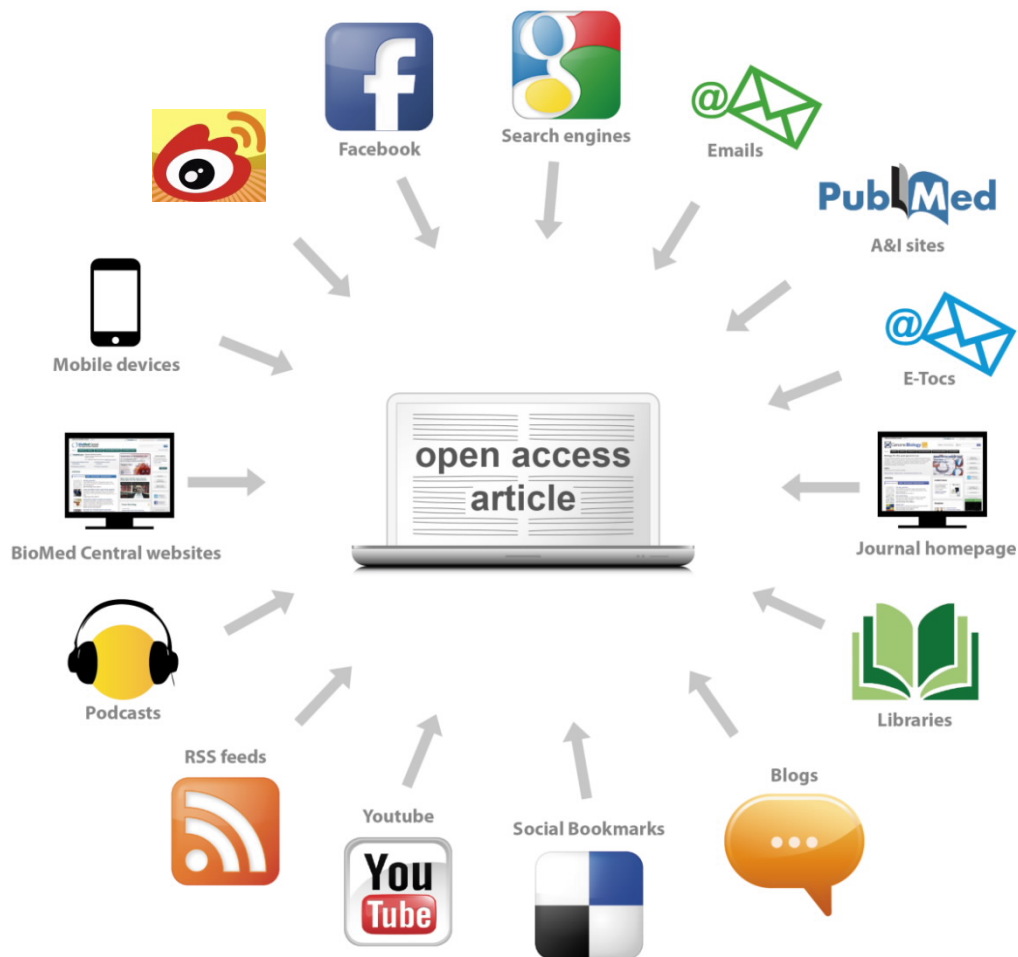 Facebook
Search engines
@
Emails
PubMed
A&I sites
Mobile devices
@
E-Tocs
open access
article
BioMed Central websites
Journal homepage
Podcasts
Libraries
RSS feeds
Blogs
Youtube
You
Tube
Social Bookmarks